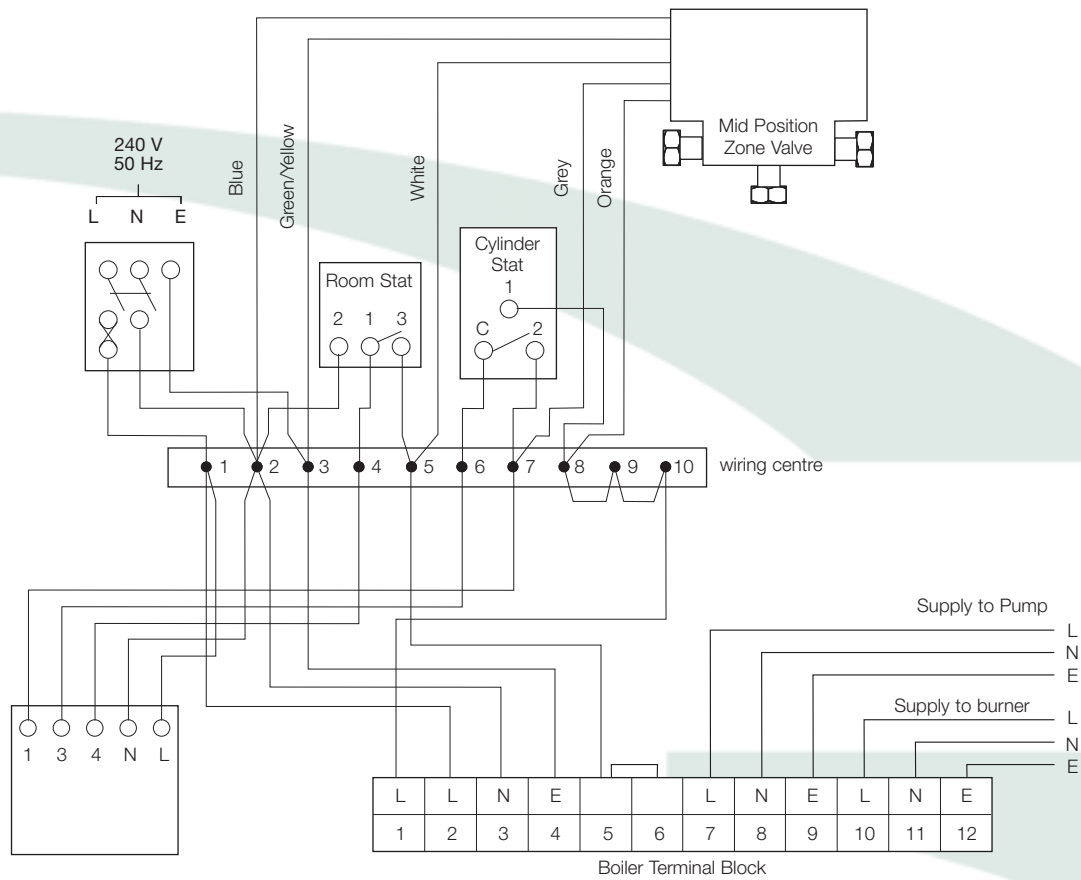 240 V
50 Hz
L N E
Blue
Green/Yellow
White
Grey
Orange
Mid Position
Zone Valve
Room Stat
2 1 3
Cylinder
Stat
1
C 2
1 2 3 4 5 6 7 8 9 10
wiring centre
1 3 4 N L
Supply to Pump
L
N
E
Supply to burner
L
N
E
L L N E L N E L N E
1 2 3 4 5 6 7 8 9 10 11 12
Boiler Terminal Block